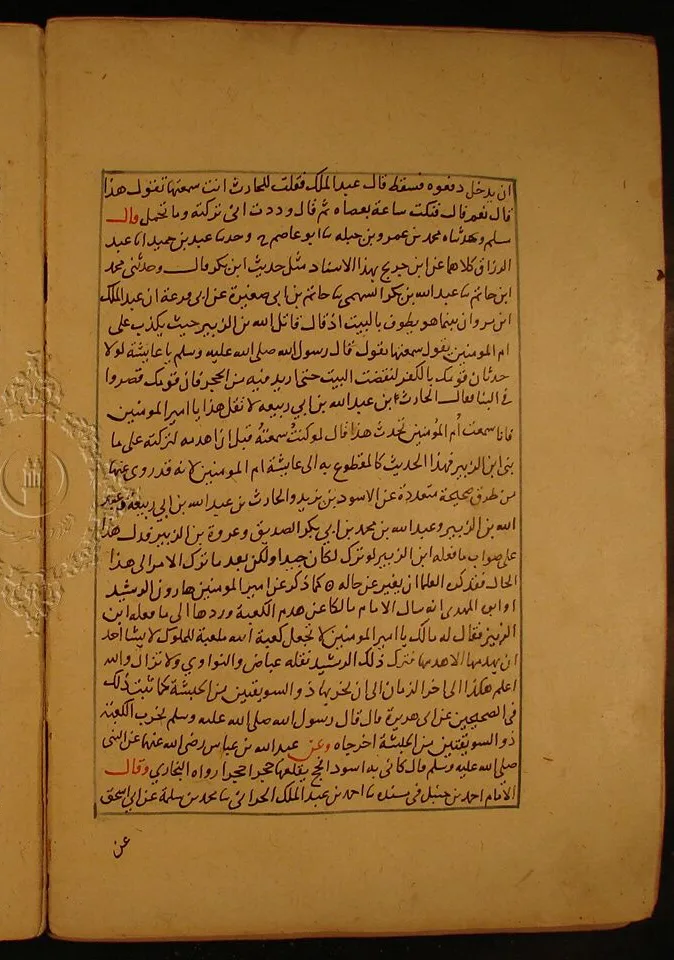 ان يدخل دفعوه فسقط قال عبد الملك فقلت للحارث انت سمعتها تقول هذا
قال نعم قال فنكت ساعة بعصاه ثم قال وددت اني تركته وما تحمل وقال
مسلم وحدثناه محمد بن عمرو بن جبله ثنا ابو عاصم ح وحدثنا عبد بن حميد انا عبد
الرزاق كلاهما عن ابن جريج بهذا الاسناد مثل حديث ابن بكر قال وحدثني محمد
ابن حاتم ثنا عبد الله بن بكر السهمي ثنا حاتم بن ابي صغيرة عن ابي قزعة ان عبد الملك
ابن مروان بينما هو يطوف بالبيت اذ قال قاتل الله بن الزبير حيث يكذب على
ام المومنين يقول سمعتها تقول قال رسول الله صلى الله عليه وسلم يا عايشة لولا
حدثان قومك بالكفر لنقضت البيت حتى ازيد فيه من الحجر فان قومك قصروا
في البنا فقال الحارث بن عبد الله بن ابي ربيعه لا تقل هذا يا امير المومنين
فانا سمعت أم المومنين تحدث هذا قال لو كنتُ سمعتهُ قبل ان اهدمه لتركته على ما
بنى ابن الزبير فهذا الحديث كالمقطوع به الى عايشة ام المومنين لانه قد روى عنها
من طرق صحيحة متعددة عن الاسود بن يزيد والحارث بن عبد الله بن ابي ربيعة وعبد
الله بن الزبير وعبد الله بن محمد بن ابي بكر الصديق وعروة بن الزبير فدل هذا
على صواب ما فعله ابن الزبير لو ترك لكان جيدا ولكن بعد ما ترك الامر الى هذا
الحال فقد كره العلما ان يغير عن حاله ٥ كما ذكر عن امير المومنين هارون الرشيد
او ابي المهدي انه سال الامام مالكا عن هدم الكعبة وردها الى ما فعله ابن
الزبير فقال له مالك يا امير المومنين لا تجعل كعبة الله ملعبة للملوك لا يشا احد
ان يهدمها الا هدمها فترك ذلك الرشيد نقله عياض والنواوي ولا تزال والله
اعلم هكذا الى اخر الزمان الى ان يخربها ذو السويقتين من الحبشة كما ثبت ذلك
في الصحيحين عن ابي هريرة قال قال رسول الله صلى الله عليه وسلم يخرب الكعبة
ذو السويقتين من الحبشة اخرجاه وعن عبد الله بن عباس رضى الله عنهما عن النبي
صلى الله عليه وسلم قال كاني به اسود افحج يقلعها حجرا حجرا رواه البخاري وقال
الامام احمد بن حنبل في مسنده ثنا احمد بن عبد الملك الحراني ثنا محمد بن سلمة عن ابن اسحق
عن